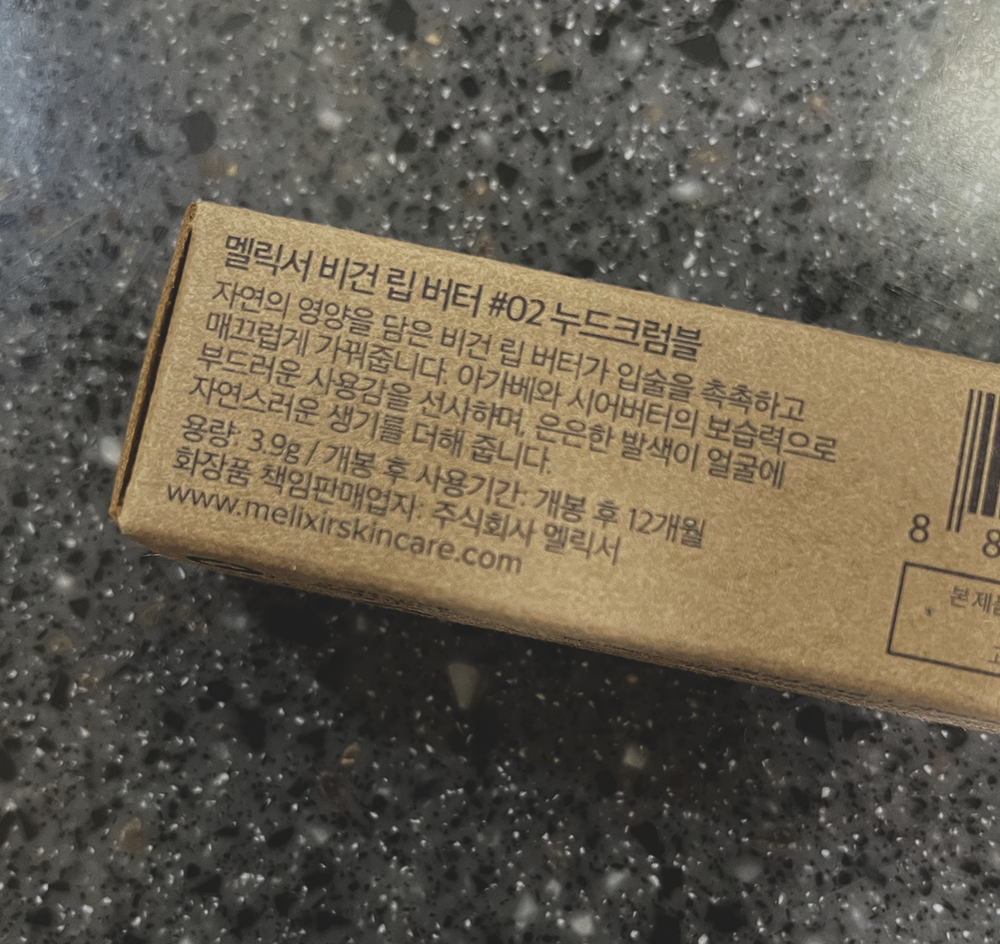 멜릭서 비건 립 버터 #02 누드크럼블
자연의 영양을 담은 비건 립 버터가 입술을 촉촉하고
매끄럽게 가꿔줍니다. 아가베와 시어버터의 보습력으로
부드러운 사용감을 선사하며, 은은한 발색이 얼굴에
자연스러운 생기를 더해 줍니다.
용량: 3.9g / 개봉 후 사용기간: 개봉 후 12개월
화장품 책임판매업자: 주식회사 멜릭서
www.melixirskincare.com
8 8
본 제품